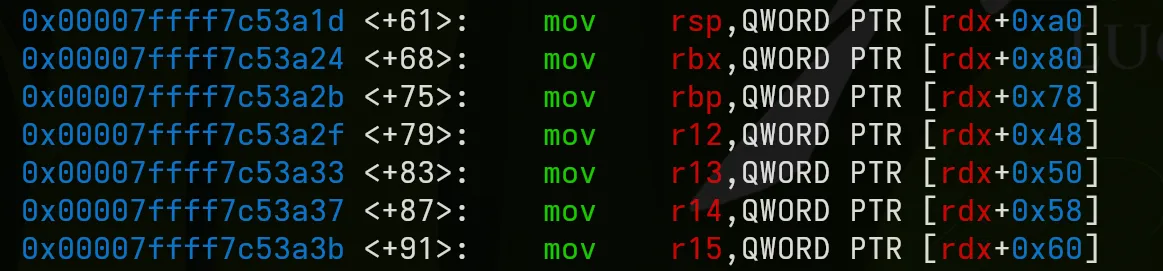 0x00007ffff7c53a1d <+61>: mov rsp,QWORD PTR [rdx+0xa0]
0x00007ffff7c53a24 <+68>: mov rbx,QWORD PTR [rdx+0x80]
0x00007ffff7c53a2b <+75>: mov rbp,QWORD PTR [rdx+0x78]
0x00007ffff7c53a2f <+79>: mov r12,QWORD PTR [rdx+0x48]
0x00007ffff7c53a33 <+83>: mov r13,QWORD PTR [rdx+0x50]
0x00007ffff7c53a37 <+87>: mov r14,QWORD PTR [rdx+0x58]
0x00007ffff7c53a3b <+91>: mov r15,QWORD PTR [rdx+0x60]